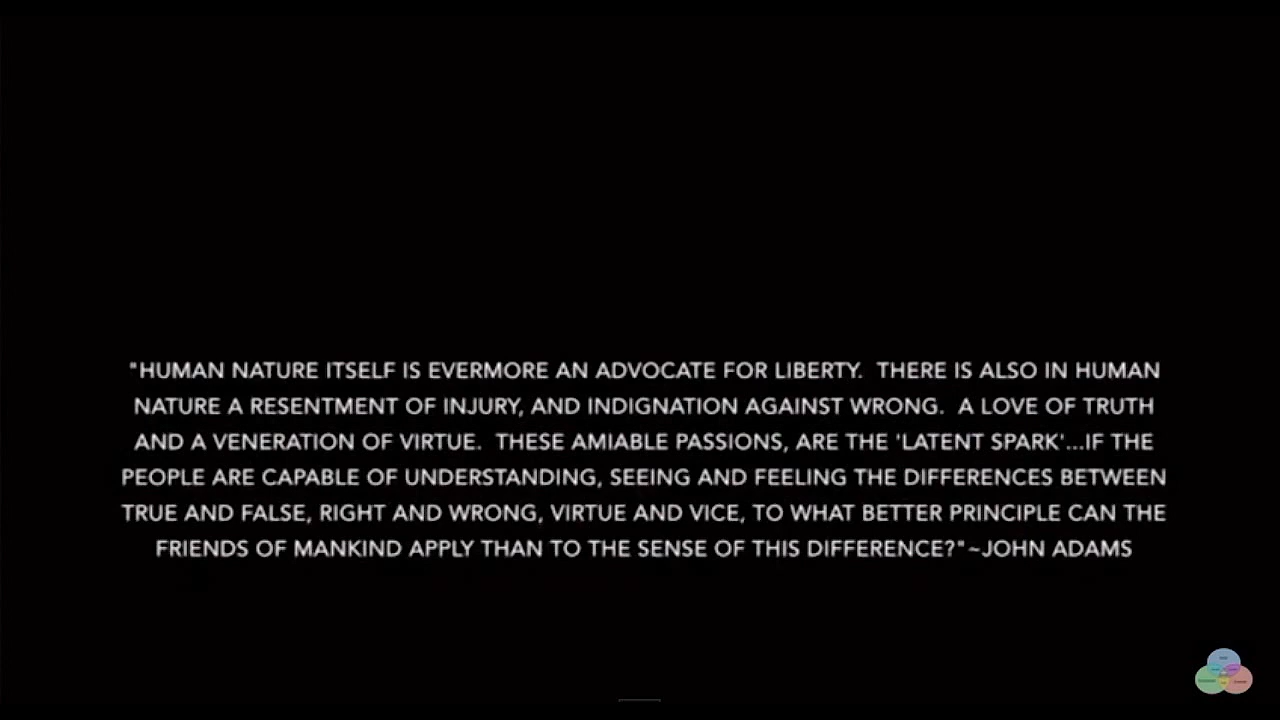 "HUMAN NATURE ITSELF IS EVERMORE AN ADVOCATE FOR LIBERTY.  THERE IS ALSO IN HUMAN
NATURE A RESENTMENT OF INJURY, AND INDIGNATION AGAINST WRONG.  A LOVE OF TRUTH
AND A VENERATION OF VIRTUE.  THESE AMIABLE PASSIONS, ARE THE 'LATENT SPARK'...IF THE
PEOPLE ARE CAPABLE OF UNDERSTANDING, SEEING AND FEELING THE DIFFERENCES BETWEEN
TRUE AND FALSE, RIGHT AND WRONG, VIRTUE AND VICE, TO WHAT BETTER PRINCIPLE CAN THE
FRIENDS OF MANKIND APPLY THAN TO THE SENSE OF THIS DIFFERENCE?"~JOHN ADAMS